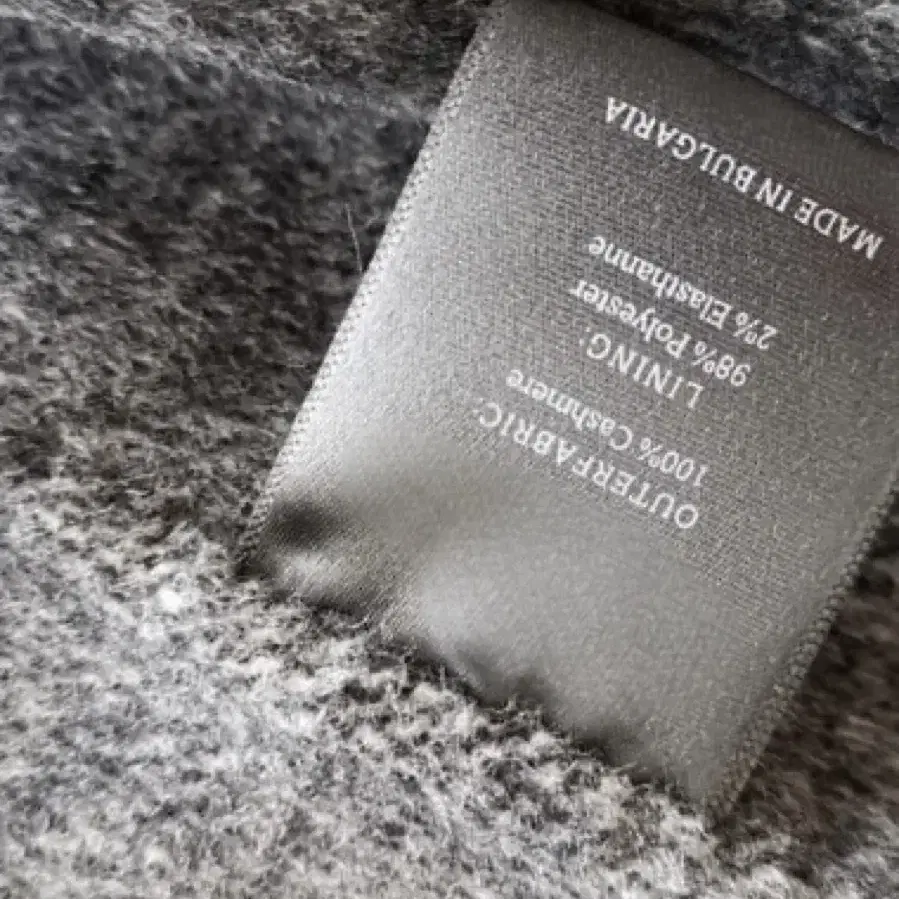 OUTERFABRIC:
100% Cashmere
LINING:
98% Polyester
2% Elasthanne
MADE IN BULGARIA